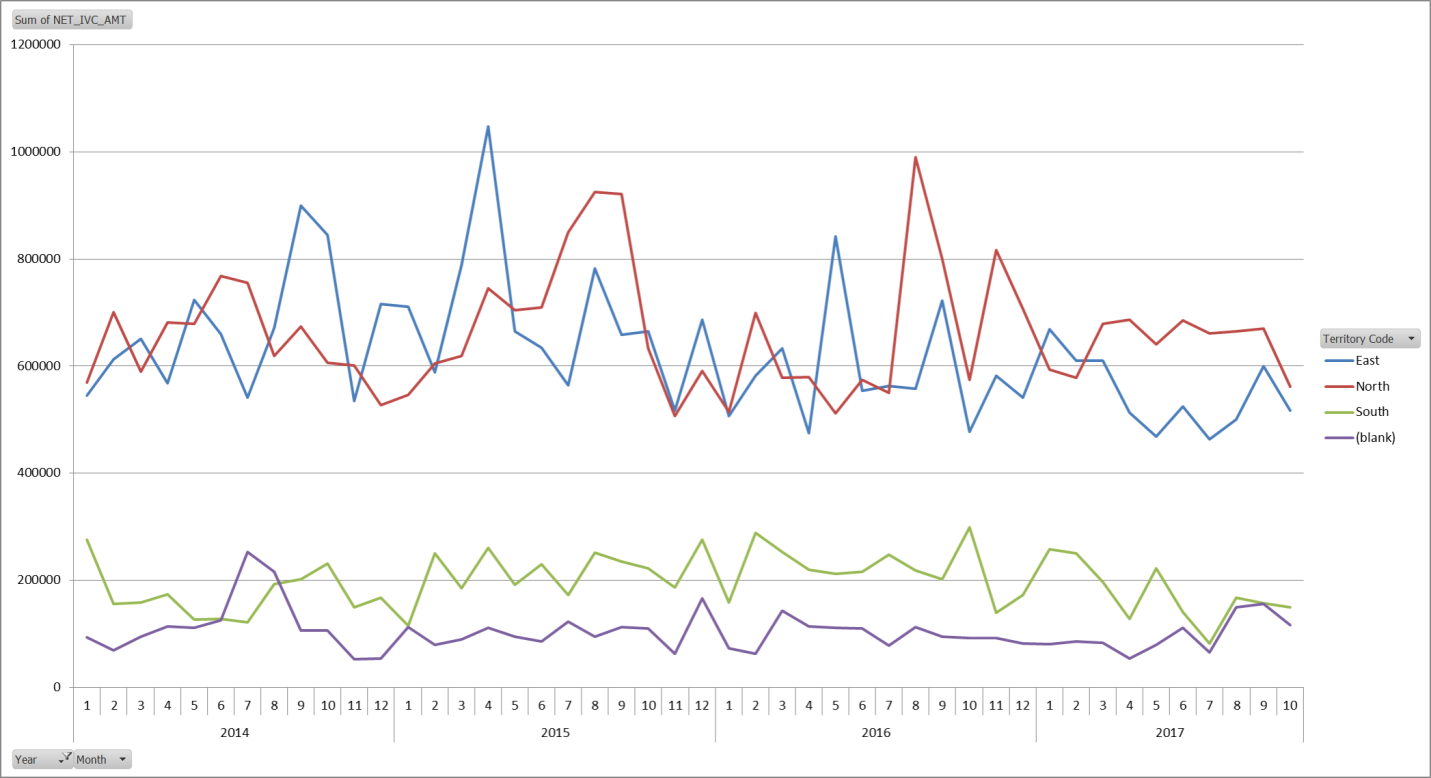 Sum of NET_IVC_AMT
1200000
1000000
800000
600000
400000
200000
0
Territory Code
East
North
South
(blank)
1 2 3 4 5 6 7 8 9 10 11 12 1 2 3 4 5 6 7 8 9 10 11 12 1 2 3 4 5 6 7 8 9 10 11 12 1 2 3 4 5 6 7 8 9 10
2014 2015 2016 2017
Year Month